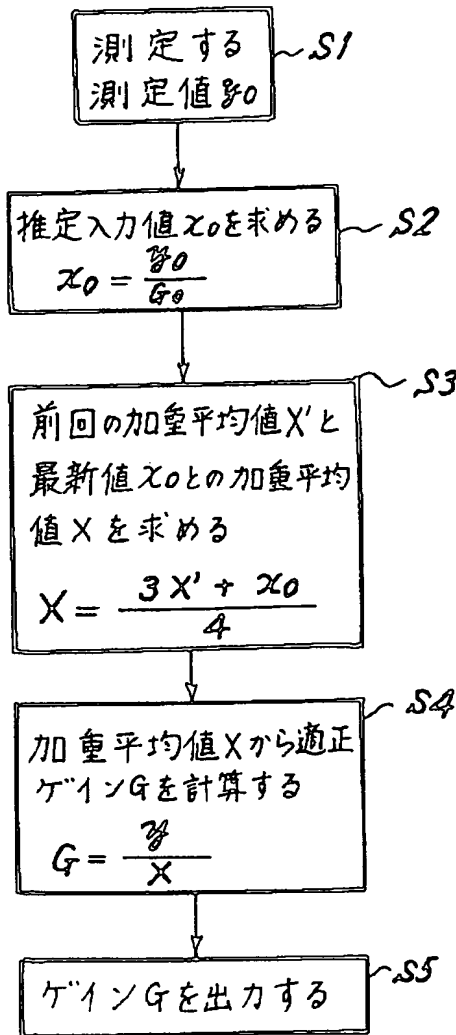 測定する
測定値y0
S1
推定入力値x0を求める
x0 = y0/G0
S2
前回の加重平均値X'と
最新値x0との加重平均
値Xを求める
X = (3X' + x0)/4
S3
加重平均値Xから適正
ゲインGを計算する
G = y/X
S4
ゲインGを出力する
S5